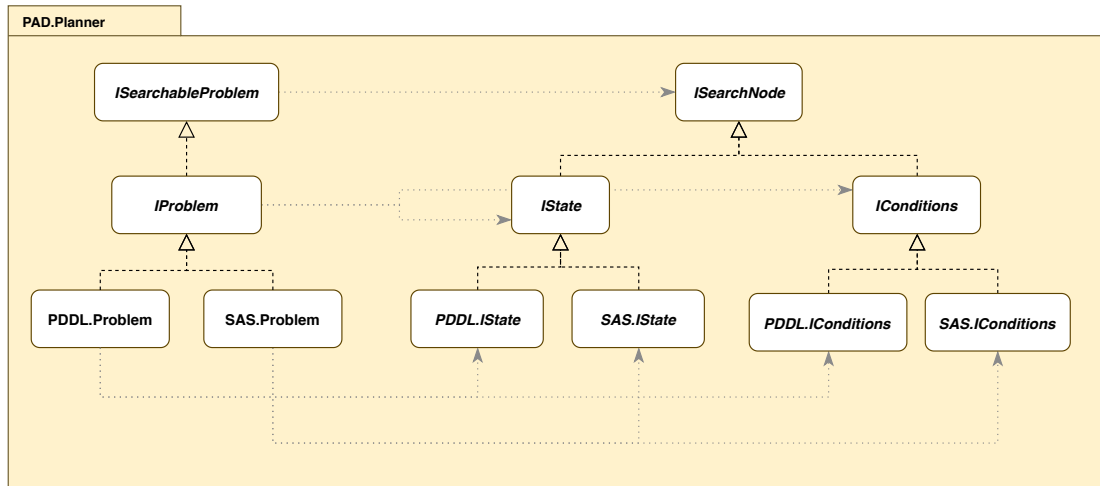 PAD.Planner
ISearchableProblem
ISearchNode
IProblem
IState
IConditions
PDDL.Problem
SAS.Problem
PDDL.IState
SAS.IState
PDDL.IConditions
SAS.IConditions